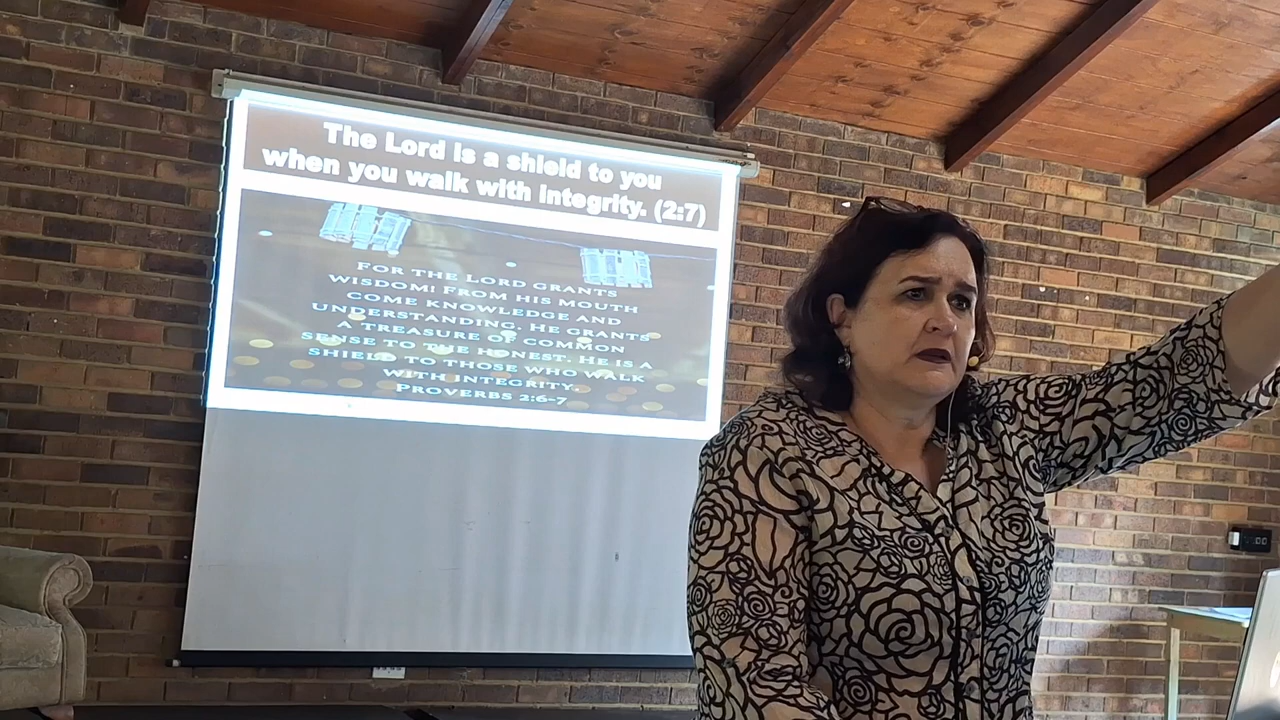 The Lord is a shield to you
when you walk with integrity. (2:7)
FOR THE LORD GRANTS
WISDOM! FROM HIS MOUTH
COME KNOWLEDGE AND
UNDERSTANDING. HE GRANTS
A TREASURE OF COMMON
SENSE TO THE HONEST. HE IS A
SHIELD TO THOSE WHO WALK
WITH INTEGRITY.
PROVERBS 2:6-7